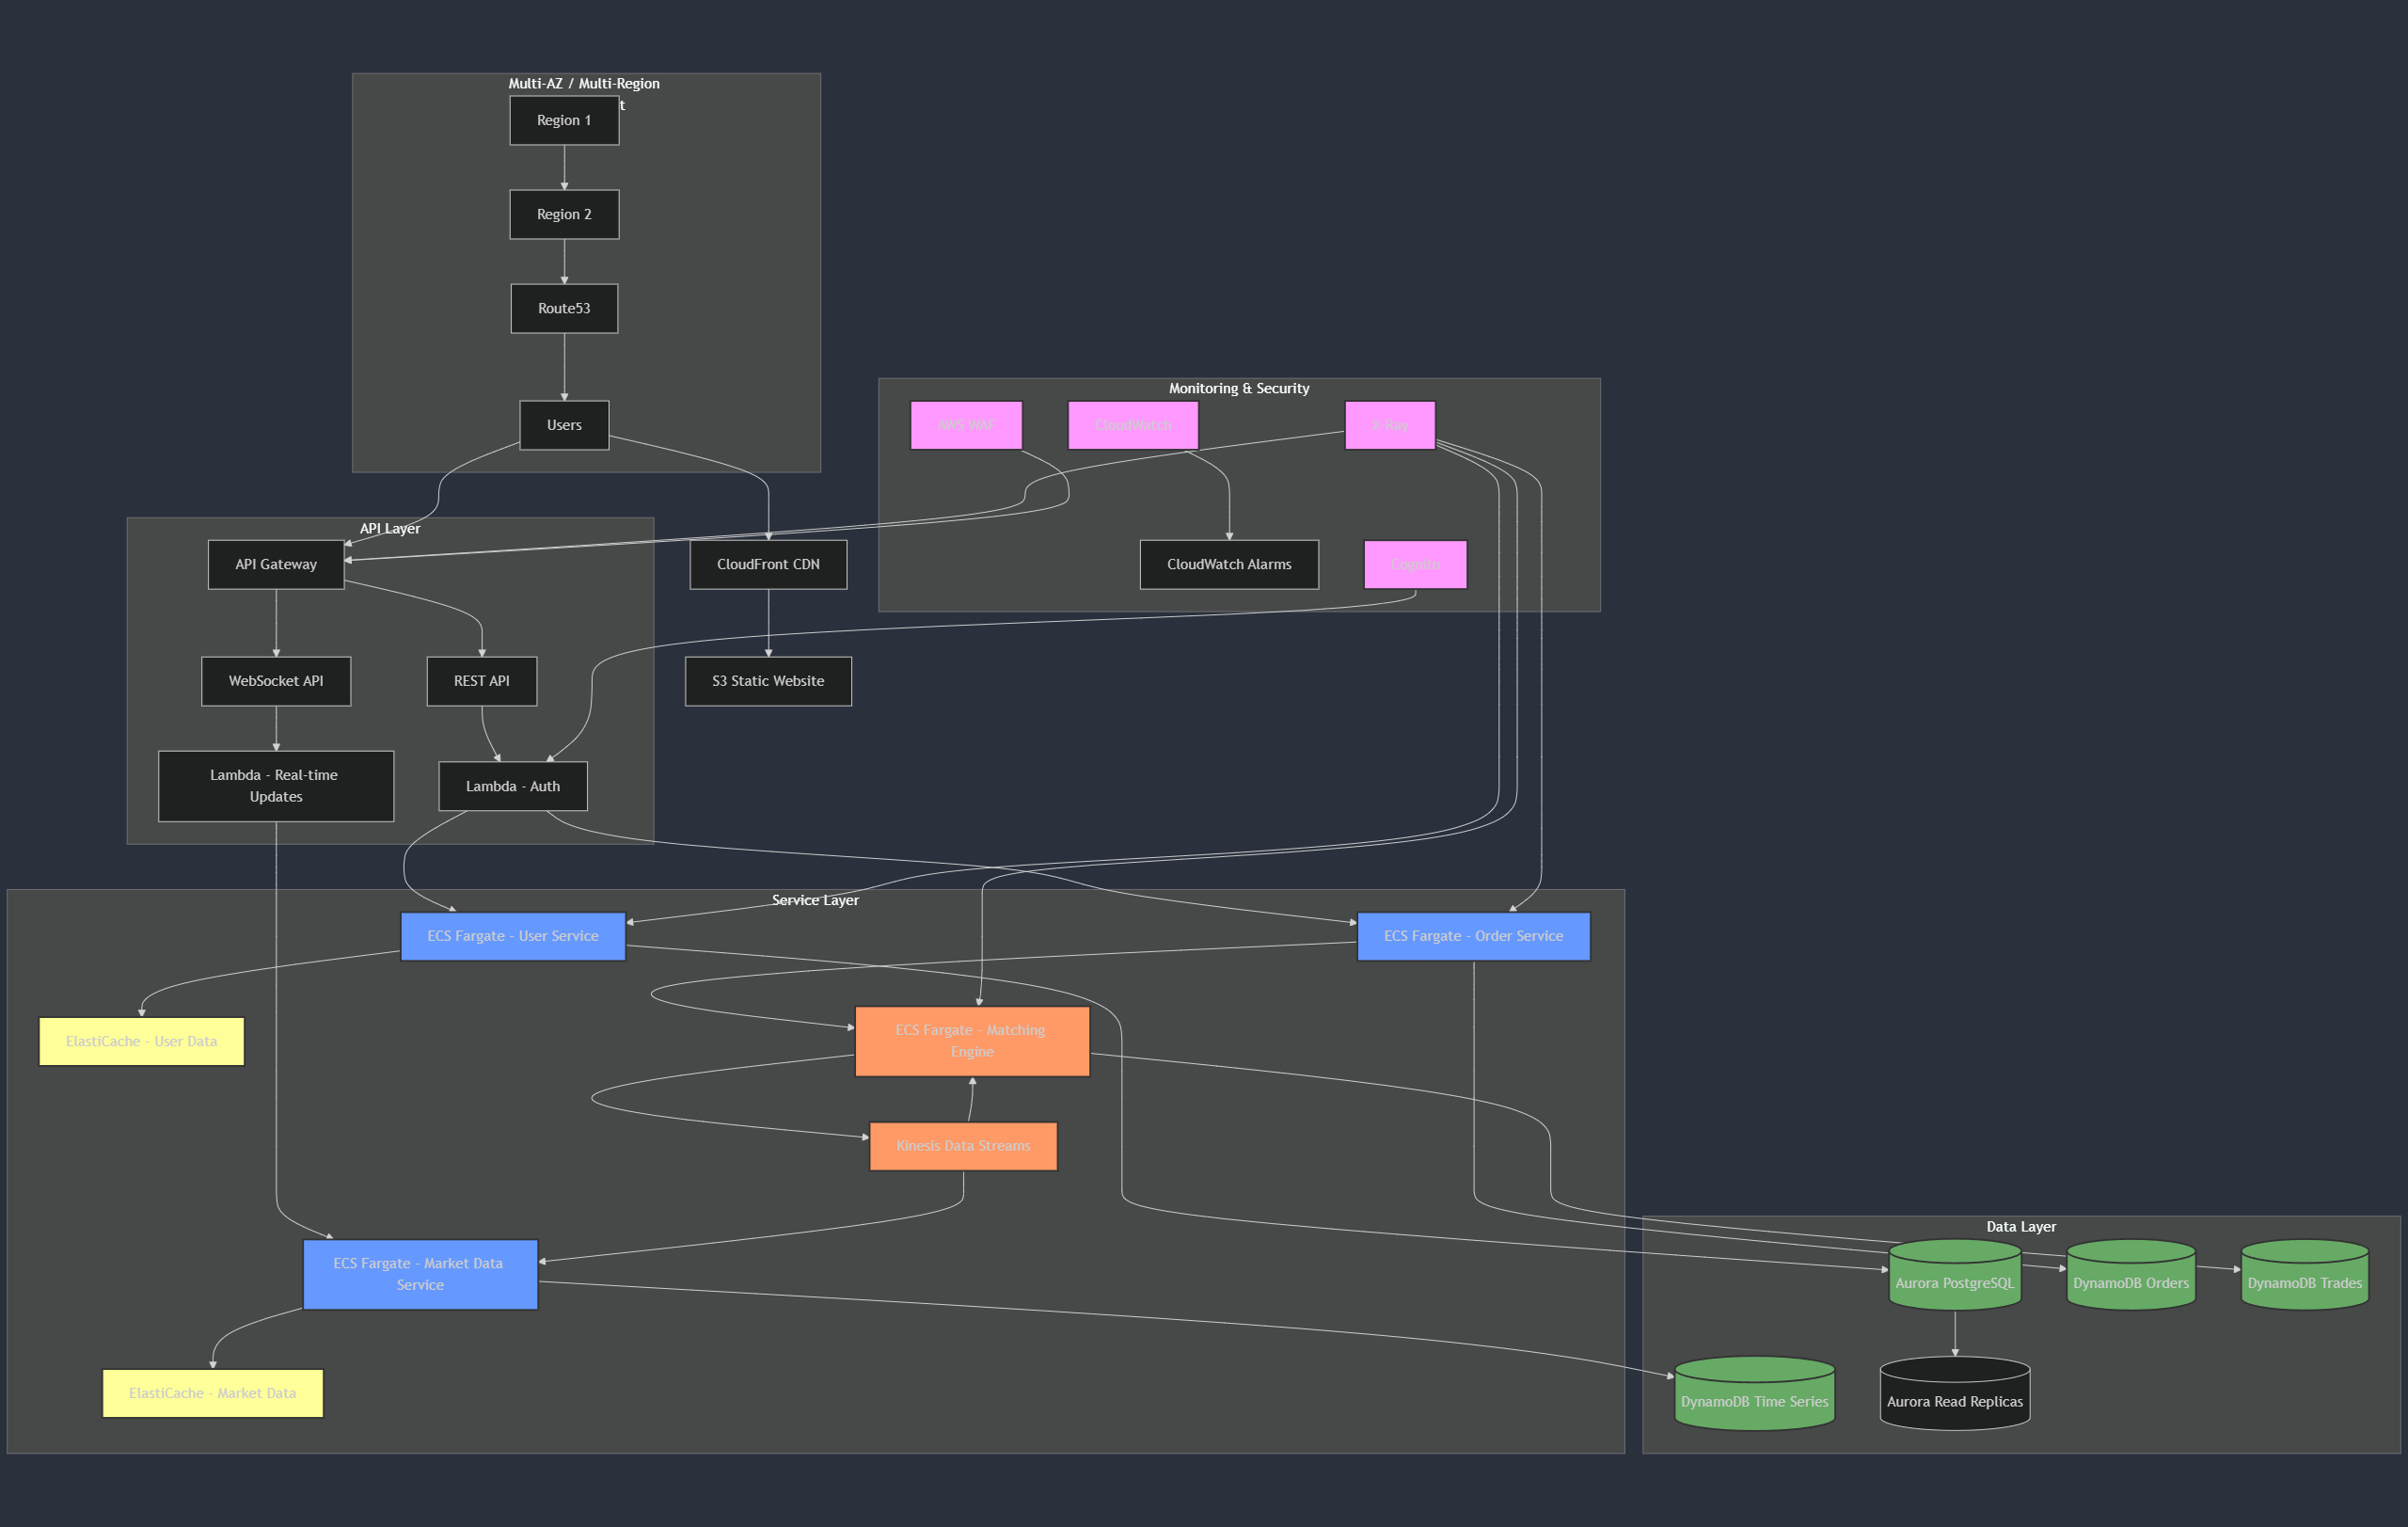 Multi-AZ / Multi-Region
t
Region 1
Region 2
Route53
Users
Monitoring & Security
AWS WAF
CloudWatch
X-Ray
API Layer
API Gateway
CloudFront CDN
CloudWatch Alarms
Cognito
WebSocket API
REST API
S3 Static Website
Lambda - Real-time
Updates
Lambda - Auth
Service Layer
ECS Fargate - User Service
ECS Fargate - Order Service
ElastiCache - User Data
ECS Fargate - Matching
Engine
Kinesis Data Streams
Data Layer
ECS Fargate - Market Data
Service
Aurora PostgreSQL
DynamoDB Orders
DynamoDB Trades
ElastiCache - Market Data
DynamoDB Time Series
Aurora Read Replicas